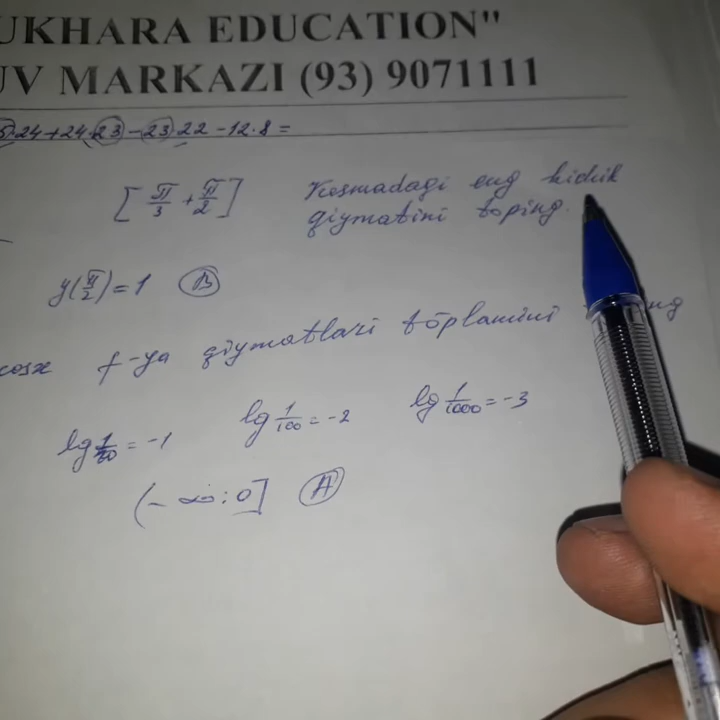 UKHARA EDUCATION"
UV MARKAZI (93) 9071111
5)24+24·23-23·22-12·8=
[π/3 + π/2] Kesmadagi eng kichik
qiymatini toping.
y(π/2)=1 (B)
cosx f-ya qiymatlari to'plamini
lg 1/10 = -1 lg 1/100 = -2 lg 1/1000 = -3
(-∞:0] (A)